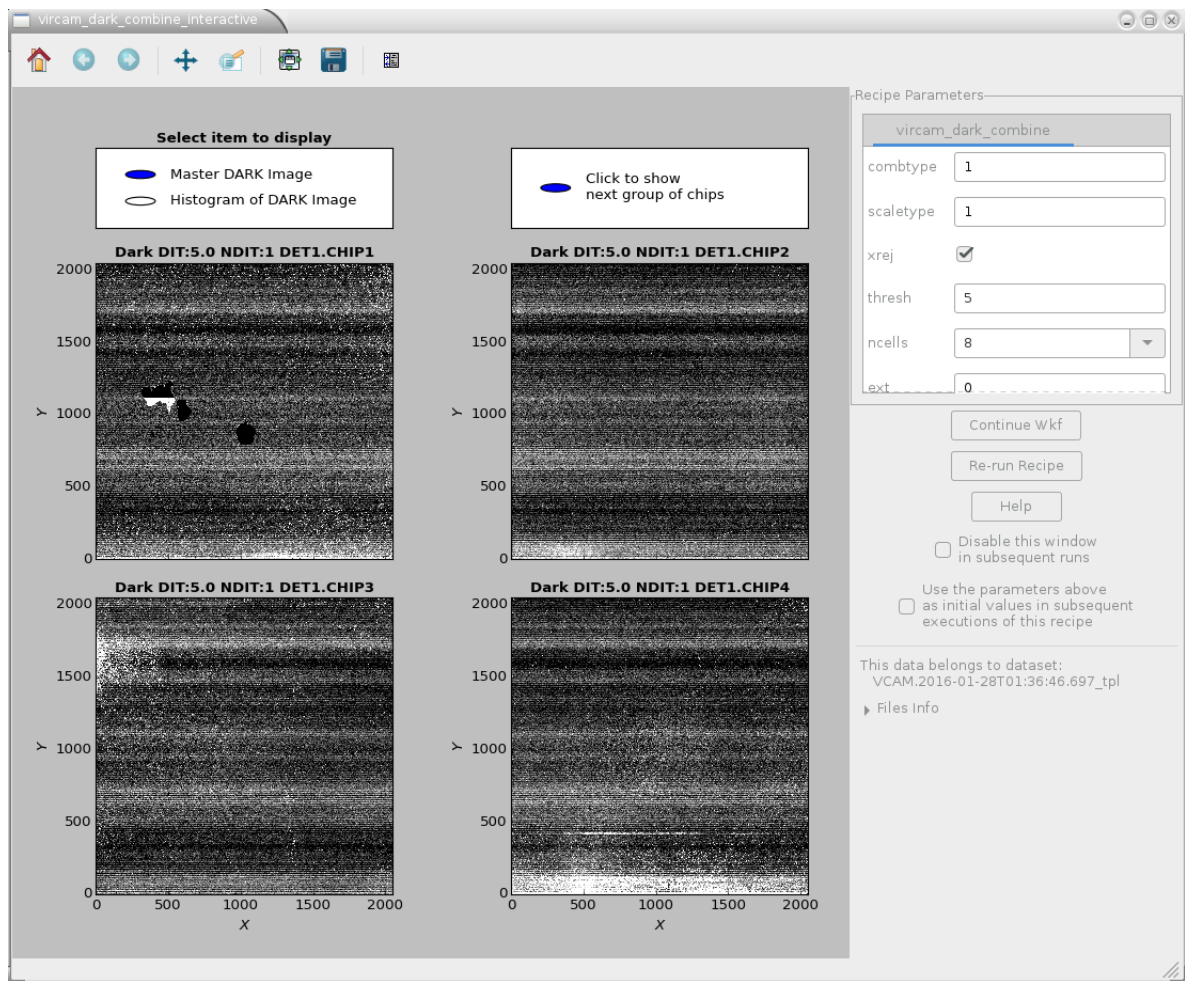 vircam_dark_combine_interactive
Select item to display
Master DARK Image
Histogram of DARK Image
Click to show
next group of chips
Dark DIT:5.0 NDIT:1 DET1.CHIP1
2000
1500
1000
500
0
Y
Dark DIT:5.0 NDIT:1 DET1.CHIP2
2000
1500
1000
500
0
Dark DIT:5.0 NDIT:1 DET1.CHIP3
2000
1500
1000
500
0
Y
0 500 1000 1500 2000
X
Dark DIT:5.0 NDIT:1 DET1.CHIP4
2000
1500
1000
500
0
Y
0 500 1000 1500 2000
X
Recipe Parameters
vircam_dark_combine
combtype 1
scaletype 1
xrej
thresh 5
ncells 8
ext 0
Continue Wkf
Re-run Recipe
Help
Disable this window
in subsequent runs
Use the parameters above
as initial values in subsequent
executions of this recipe
This data belongs to dataset:
VCAM.2016-01-28T01:36:46.697_tpl
Files Info